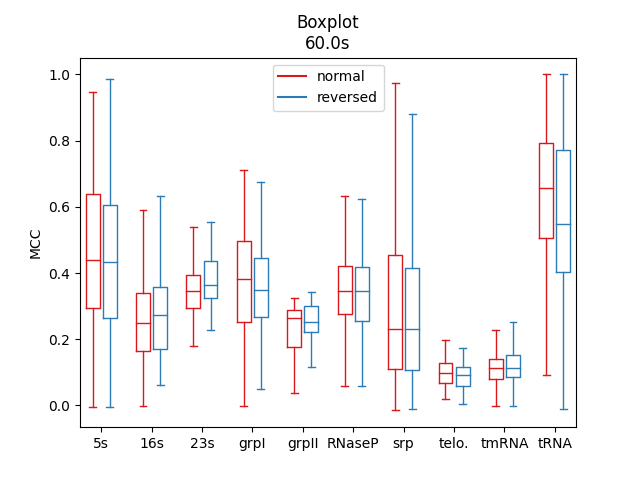 Boxplot
60.0s
normal
reversed
MCC
1.0
0.8
0.6
0.4
0.2
0.0
5s 16s 23s grpI grpII RNaseP srp telo. tmRNA tRNA